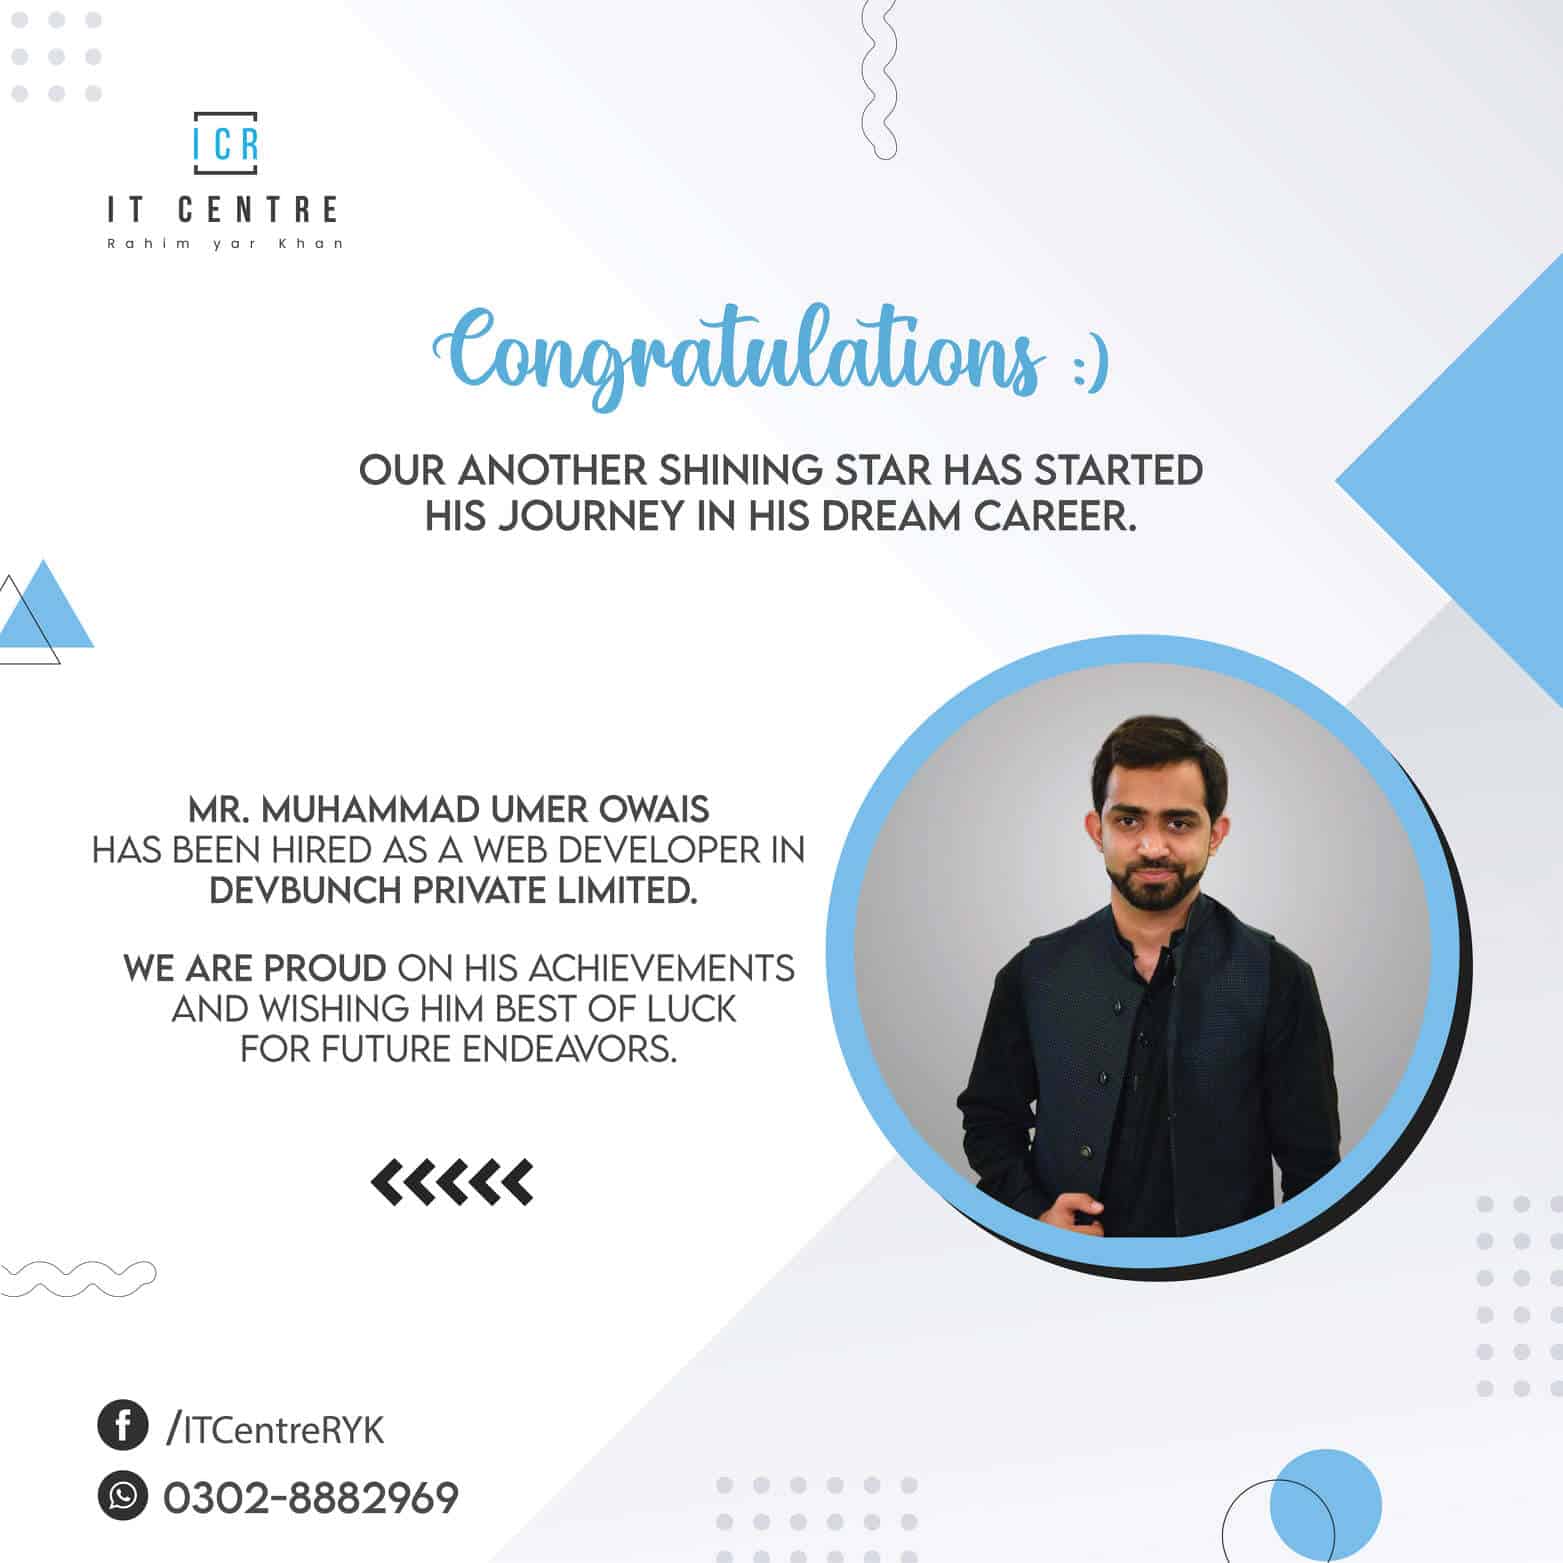 ICR
IT CENTRE
Rahim yar Khan
Congratulations :)
OUR ANOTHER SHINING STAR HAS STARTED
HIS JOURNEY IN HIS DREAM CAREER.
MR. MUHAMMAD UMER OWAIS
HAS BEEN HIRED AS A WEB DEVELOPER IN
DEVBUNCH PRIVATE LIMITED.
WE ARE PROUD ON HIS ACHIEVEMENTS
AND WISHING HIM BEST OF LUCK
FOR FUTURE ENDEAVORS.
/ITCentreRYK
0302-8882969